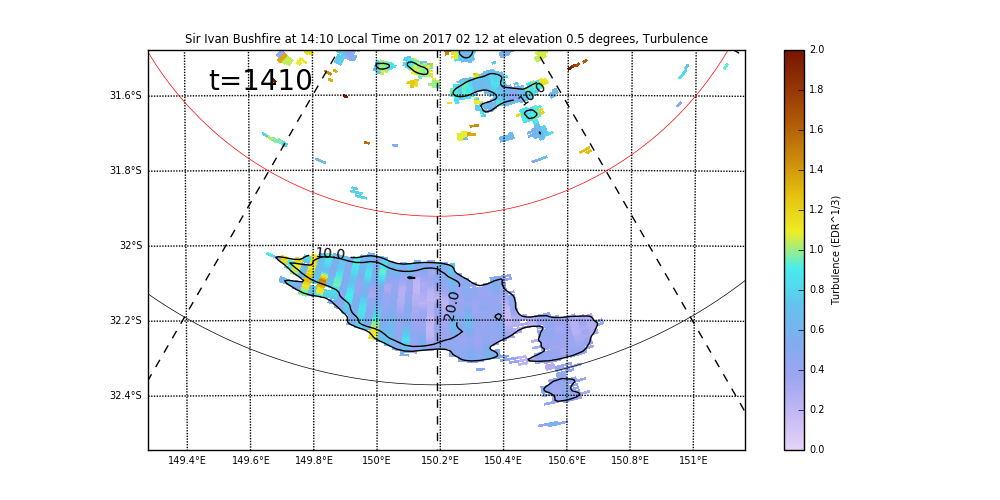 Sir Ivan Bushfire at 14:10 Local Time on 2017 02 12 at elevation 0.5 degrees, Turbulence
t=1410
31.6°S
31.8°S
32°S
32.2°S
32.4°S
10.0
10.0
20.0
149.4°E 149.6°E 149.8°E 150°E 150.2°E 150.4°E 150.6°E 150.8°E 151°E
2.0
1.8
1.6
1.4
1.2
1.0
0.8
0.6
0.4
0.2
0.0
Turbulence (EDR^1/3)